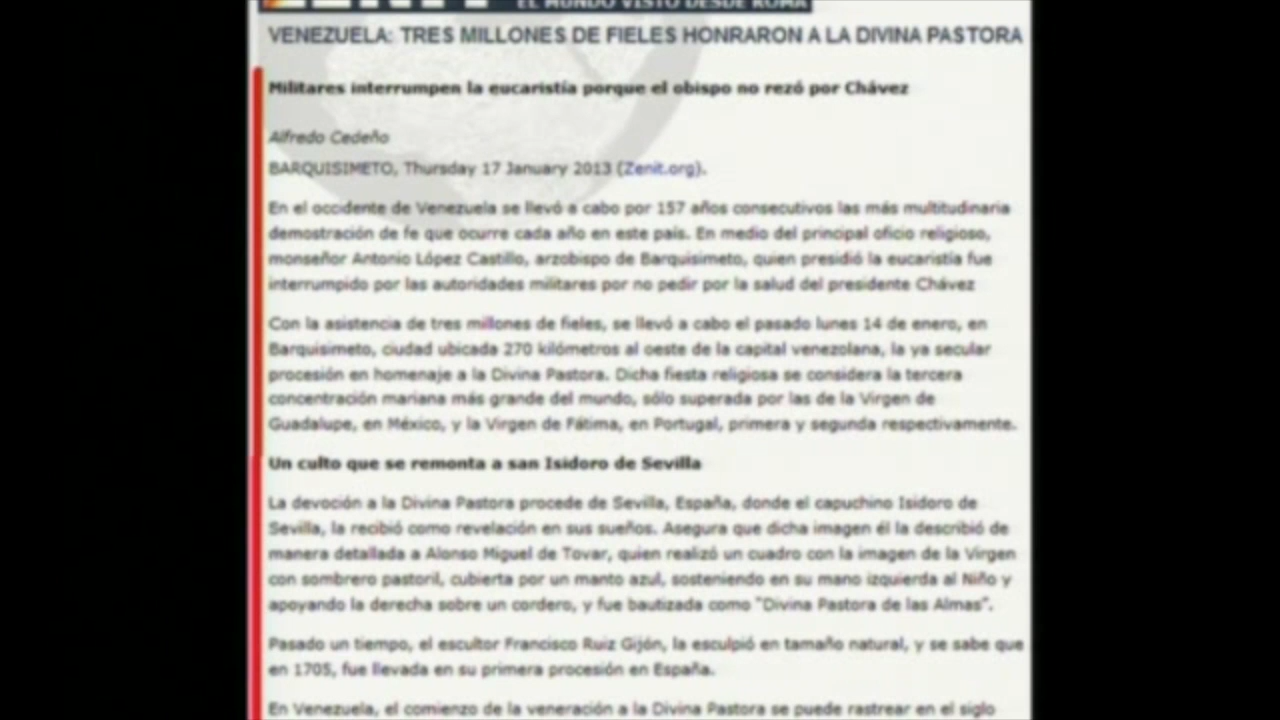 EL MUNDO VISTO DESDE ROMA
VENEZUELA: TRES MILLONES DE FIELES HONRARON A LA DIVINA PASTORA
Militares interrumpen la eucaristía porque el obispo no rezó por Chávez
Alfredo Cedeño
BARQUISIMETO, Thursday 17 January 2013 (Zenit.org).
En el occidente de Venezuela se llevó a cabo por 157 años consecutivos las más multitudinaria
demostración de fe que ocurre cada año en este país. En medio del principal oficio religioso,
monseñor Antonio López Castillo, arzobispo de Barquisimeto, quien presidió la eucaristía fue
interrumpido por las autoridades militares por no pedir por la salud del presidente Chávez
Con la asistencia de tres millones de fieles, se llevó a cabo el pasado lunes 14 de enero, en
Barquisimeto, ciudad ubicada 270 kilómetros al oeste de la capital venezolana, la ya secular
procesión en homenaje a la Divina Pastora. Dicha fiesta religiosa se considera la tercera
concentración mariana más grande del mundo, sólo superada por las de la Virgen de
Guadalupe, en México, y la Virgen de Fátima, en Portugal, primera y segunda respectivamente.
Un culto que se remonta a san Isidoro de Sevilla
La devoción a la Divina Pastora procede de Sevilla, España, donde el capuchino Isidoro de
Sevilla, la recibió como revelación en sus sueños. Asegura que dicha imagen él la describió de
manera detallada a Alonso Miguel de Tovar, quien realizó un cuadro con la imagen de la Virgen
con sombrero pastoril, cubierta por un manto azul, sosteniendo en su mano izquierda al Niño y
apoyando la derecha sobre un cordero, y fue bautizada como "Divina Pastora de las Almas".
Pasado un tiempo, el escultor Francisco Ruiz Gijón, la esculpió en tamaño natural, y se sabe que
en 1705, fue llevada en su primera procesión en España.
En Venezuela, el comienzo de la veneración a la Divina Pastora se puede rastrear en el siglo